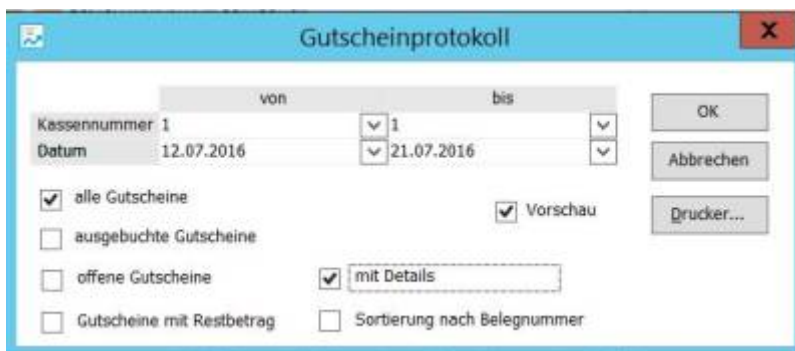 Gutscheinprotokoll
von bis
Kassennummer 1 1
Datum 12.07.2016 21.07.2016
OK
Abbrechen
Drucker...
alle Gutscheine
Vorschau
ausgebuchte Gutscheine
offene Gutscheine mit Details
Gutscheine mit Restbetrag Sortierung nach Belegnummer